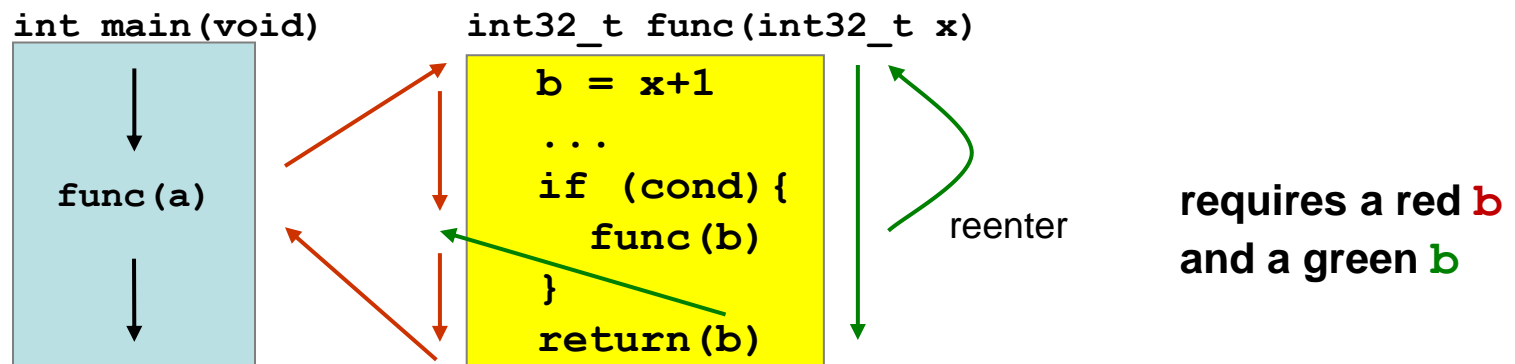 int main(void)
func(a)
int32_t func(int32_t x)
b = x+1
...
if (cond){
func(b)
}
return(b)
reenter
requires a red b
and a green b